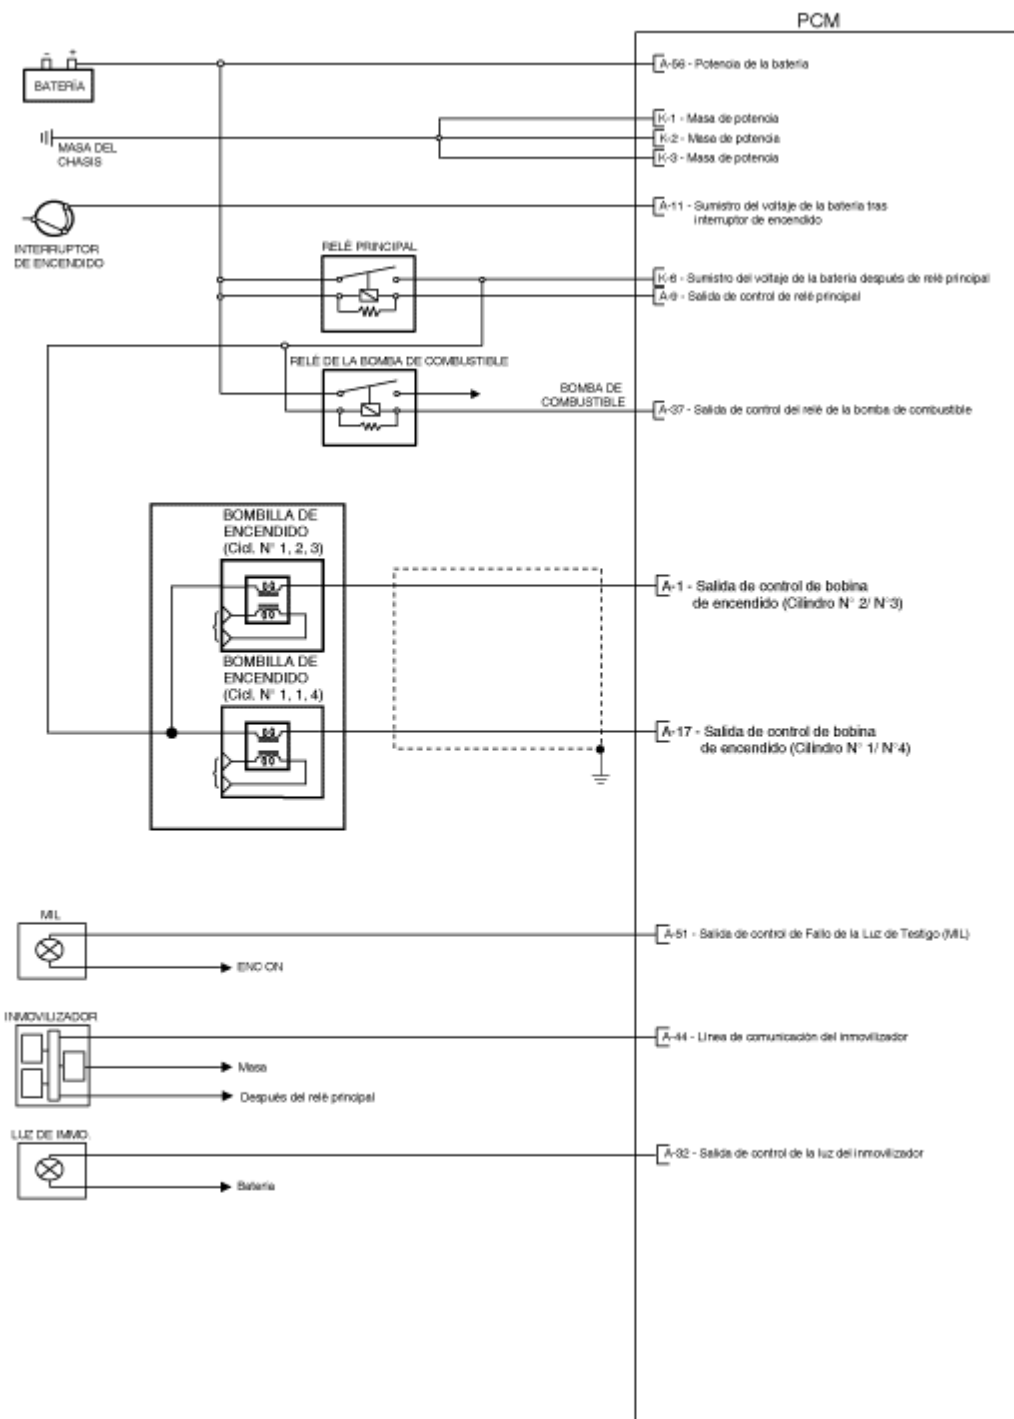 PCM
- +
BATERÍA
A-56 - Potencia de la batería
K-1 - Masa de potencia
K-2 - Masa de potencia
K-3 - Masa de potencia
MASA DEL
CHASIS
A-11 - Sumistro del voltaje de la batería tras
interruptor de encendido
INTERRUPTOR
DE ENCENDIDO
RELÉ PRINCIPAL
K-6 - Sumistro del voltaje de la batería después de relé principal
A-9 - Salida de control de relé principal
RELÉ DE LA BOMBA DE COMBUSTIBLE
BOMBA DE
COMBUSTIBLE
A-37 - Salida de control del relé de la bomba de combustible
BOMBILLA DE
ENCENDIDO
(Cicl. N° 1, 2, 3)
A-1 - Salida de control de bobina
de encendido (Cilindro N° 2/ N°3)
BOMBILLA DE
ENCENDIDO
(Cicl. N° 1, 1, 4)
A-17 - Salida de control de bobina
de encendido (Cilindro N° 1/ N°4)
MIL
A-51 - Salida de control de Fallo de la Luz de Testigo (MIL)
ENC ON
INMOVILIZADOR
A-44 - Línea de comunicación del inmovilizador
Masa
Después del relé principal
LUZ DE IMMO.
A-32 - Salida de control de la luz del inmovilizador
Batería